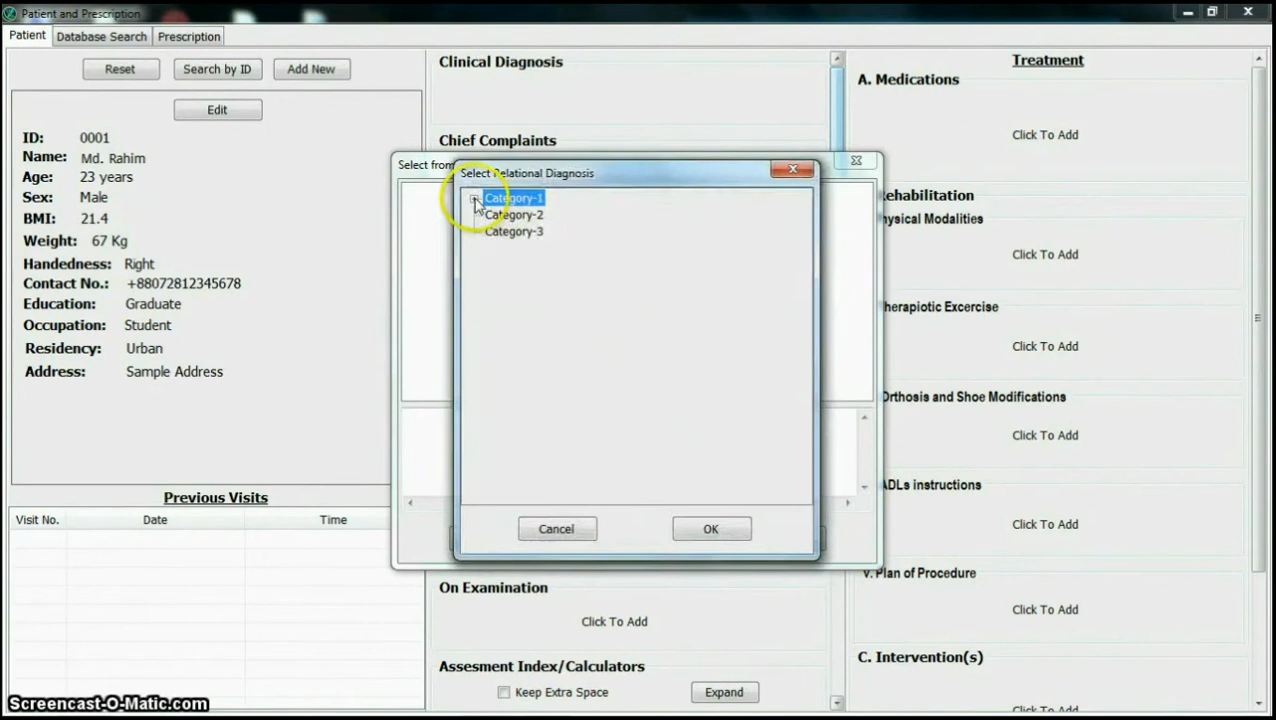 Patient and Prescription
Patient
Database Search
Prescription
Reset
Search by ID
Add New
Edit
ID: 0001
Name: Md. Rahim
Age: 23 years
Sex: Male
BMI: 21.4
Weight: 67 Kg
Handedness: Right
Contact No.: +88072812345678
Education: Graduate
Occupation: Student
Residency: Urban
Address: Sample Address
Previous Visits
Visit No. Date Time
Clinical Diagnosis
Chief Complaints
Select from
Select Relational Diagnosis
Category-1
Category-2
Category-3
Cancel
OK
On Examination
Click To Add
Assesment Index/Calculators
Keep Extra Space
Expand
Treatment
A. Medications
Click To Add
Rehabilitation
hysical Modalities
Click To Add
herapiotic Excercise
Click To Add
Orthosis and Shoe Modifications
Click To Add
ADLs instructions
Click To Add
V. Plan of Procedure
Click To Add
C. Intervention(s)
Click To Add
Screencast-O-Matic.com